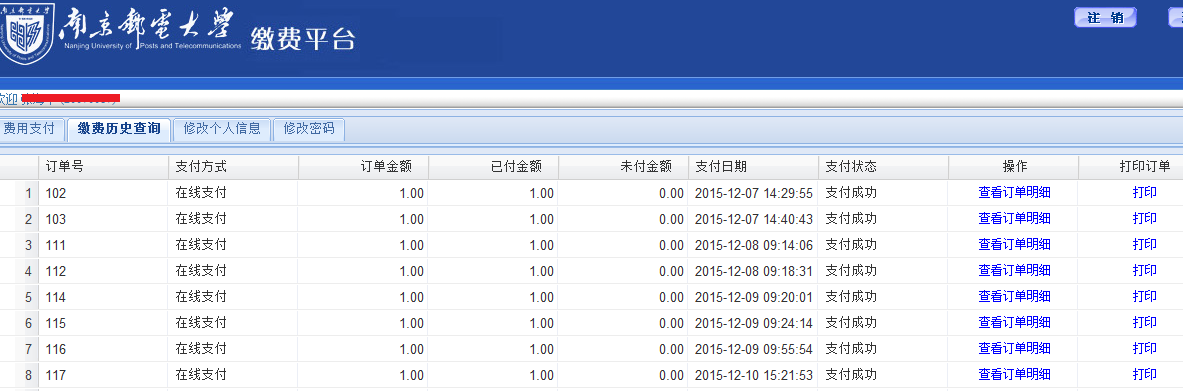 南京郵電大學
Nanjing University of Posts and Telecommunications
缴费平台
注 销
欢迎
费用支付 缴费历史查询 修改个人信息 修改密码
订单号 支付方式 订单金额 已付金额 未付金额 支付日期 支付状态 操作 打印订单
1 102 在线支付 1.00 1.00 0.00 2015-12-07 14:29:55 支付成功 查看订单明细 打印
2 103 在线支付 1.00 1.00 0.00 2015-12-07 14:40:43 支付成功 查看订单明细 打印
3 111 在线支付 1.00 1.00 0.00 2015-12-08 09:14:06 支付成功 查看订单明细 打印
4 112 在线支付 1.00 1.00 0.00 2015-12-08 09:18:31 支付成功 查看订单明细 打印
5 114 在线支付 1.00 1.00 0.00 2015-12-09 09:20:01 支付成功 查看订单明细 打印
6 115 在线支付 1.00 1.00 0.00 2015-12-09 09:24:14 支付成功 查看订单明细 打印
7 116 在线支付 1.00 1.00 0.00 2015-12-09 09:55:54 支付成功 查看订单明细 打印
8 117 在线支付 1.00 1.00 0.00 2015-12-10 15:21:53 支付成功 查看订单明细 打印